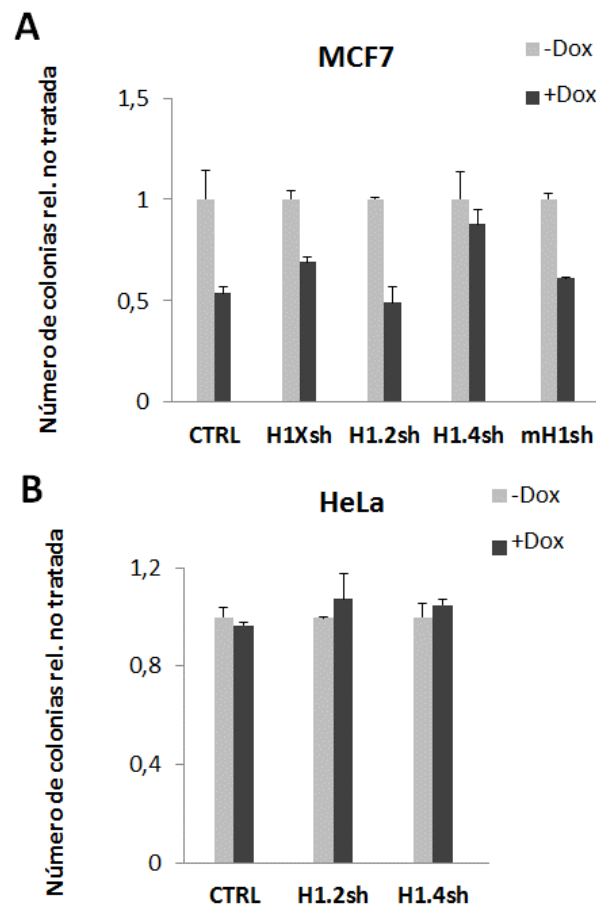 A
MCF7
-Dox
+Dox
Número de colonias rel. no tratada
1,5
1
0,5
0
CTRL H1Xsh H1.2sh H1.4sh mH1sh
B
HeLa
-Dox
+Dox
Número de colonias rel. no tratada
1,2
0,8
0,4
0
CTRL H1.2sh H1.4sh